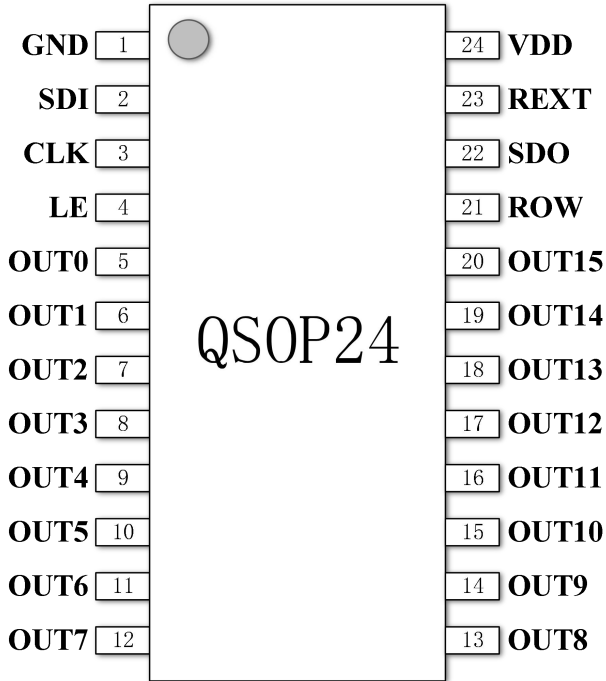 GND 1 24 VDD
SDI 2 23 REXT
CLK 3 22 SDO
LE 4 21 ROW
OUT0 5 20 OUT15
OUT1 6 19 OUT14
QSOP24
OUT2 7 18 OUT13
OUT3 8 17 OUT12
OUT4 9 16 OUT11
OUT5 10 15 OUT10
OUT6 11 14 OUT9
OUT7 12 13 OUT8